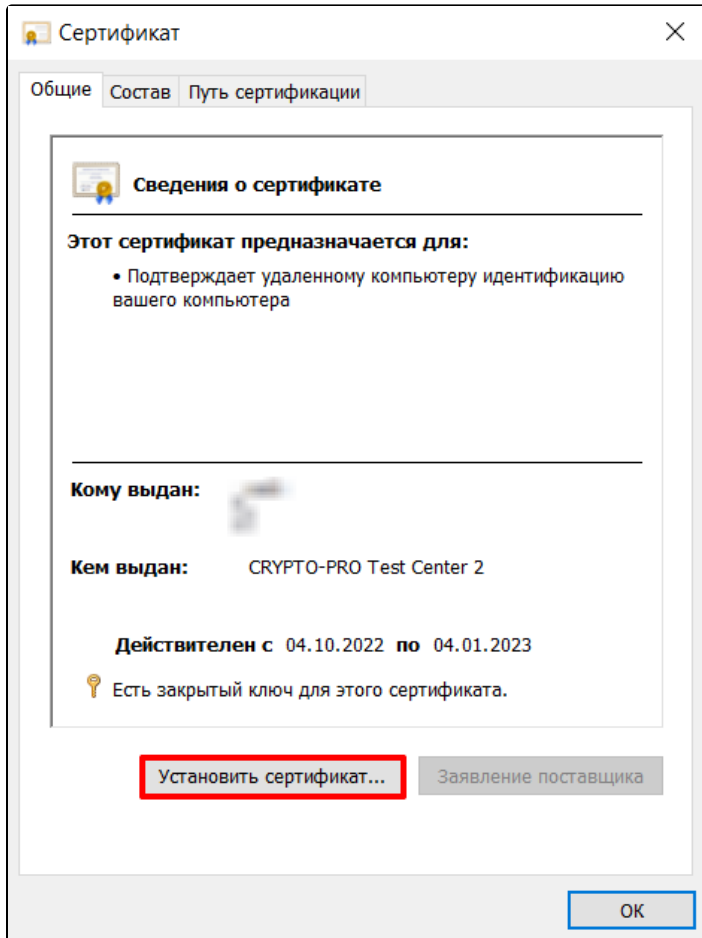 Сертификат
Общие Состав Путь сертификации
Сведения о сертификате
Этот сертификат предназначается для:
• Подтверждает удаленному компьютеру идентификацию
вашего компьютера
Кому выдан:
Кем выдан: CRYPTO-PRO Test Center 2
Действителен с 04.10.2022 по 04.01.2023
Есть закрытый ключ для этого сертификата.
Установить сертификат... Заявление поставщика
ОК